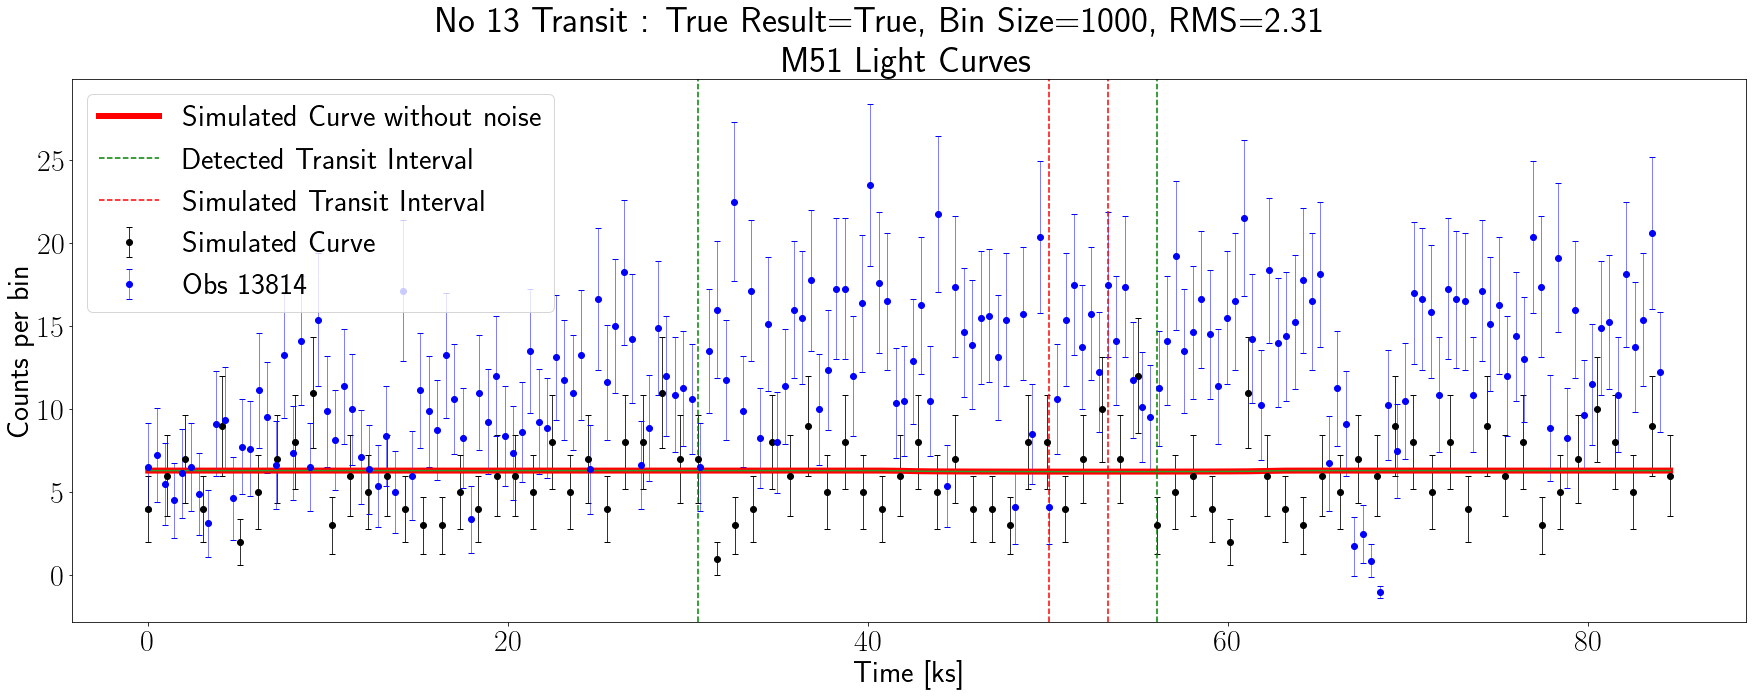 No 13 Transit : True Result=True, Bin Size=1000, RMS=2.31
M51 Light Curves
Simulated Curve without noise
Detected Transit Interval
Simulated Transit Interval
Simulated Curve
Obs 13814
Counts per bin
25
20
15
10
5
0
0 20 40 60 80
Time [ks]